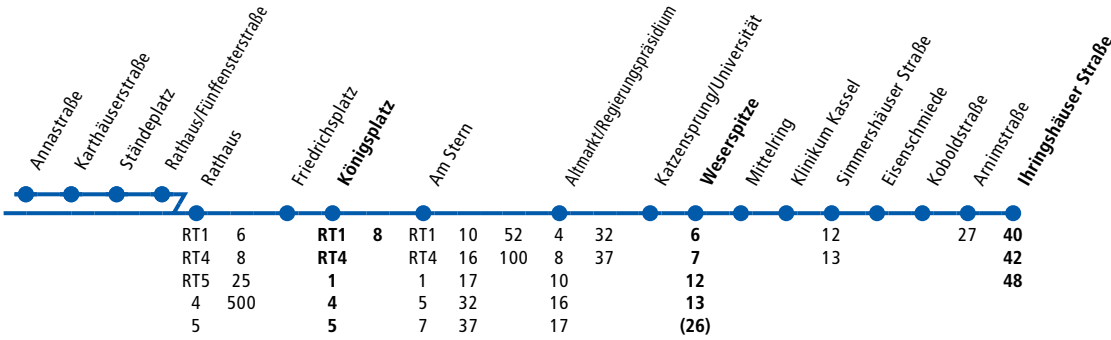 Annastraße
Karthäuserstraße
Ständeplatz
Rathaus/Fünffensterstraße
Rathaus
Friedrichsplatz
Königsplatz
Am Stern
Altmarkt/Regierungspräsidium
Katzensprung/Universität
Weserspitze
Mittelring
Klinikum Kassel
Simmershäuser Straße
Eisenschmiede
Koboldstraße
Arnimstraße
Ihringshäuser Straße
RT1 6 RT1 8 RT1 10 52 4 32 6 12 27 40
RT4 8 RT4 RT4 16 100 8 37 7 13 42
RT5 25 1 1 17 10 12 48
4 500 4 5 32 16 13
5 5 7 37 17 (26)